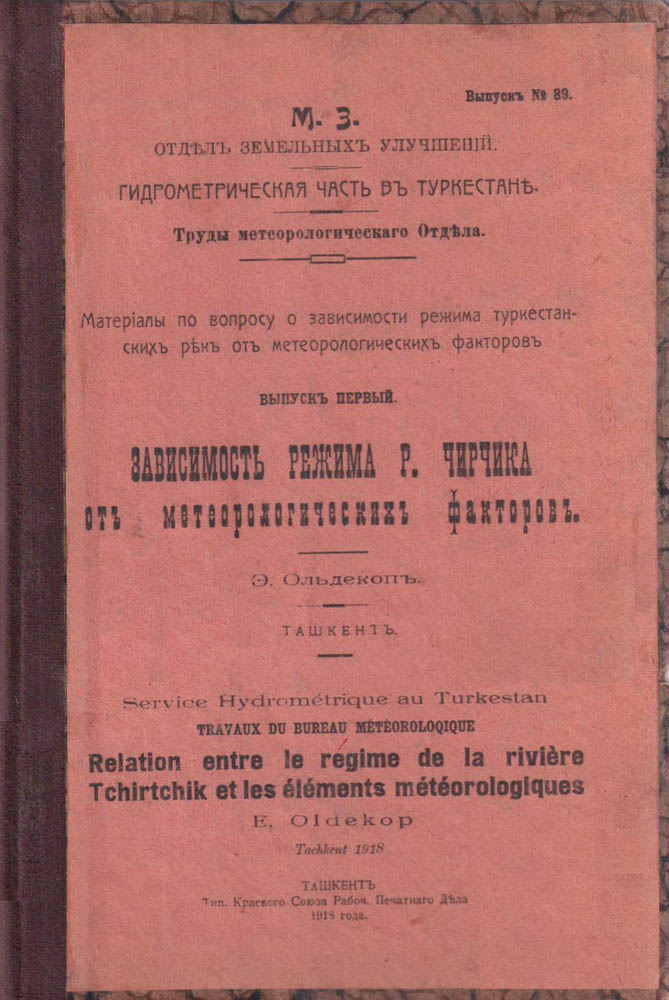 Выпускъ № 89.
М. З.
ОТДѢЛЪ ЗЕМЕЛЬНЫХЪ УЛУЧШЕНІЙ.
ГИДРОМЕТРИЧЕСКАЯ ЧАСТЬ ВЪ ТУРКЕСТАНѢ.
Труды метеорологическаго Отдѣла.
Матеріалы по вопросу о зависимости режима туркестан-
скихъ рѣкъ отъ метеорологическихъ факторовъ
ВЫПУСКЪ ПЕРВЫЙ.
ЗАВИСИМОСТЬ РЕЖИМА Р. ЧИРЧИКА
отъ метеорологическихъ факторовъ.
Э. Ольдекопъ.
ТАШКЕНТЪ.
Service Hydrométrique au Turkestan
TRAVAUX DU BUREAU MÉTÉOROLOQIQUE
Relation entre le régime de la rivière
Tchirtchik et les éléments météorologiques
E. Oldekop
Tachkent 1918
ТАШКЕНТЪ
Тип. Краевого Союза Рабоч. Печатнаго Дѣла
1918 года.